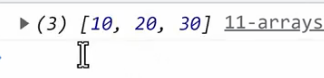 ▶(3) [10, 20, 30] 11-arrays